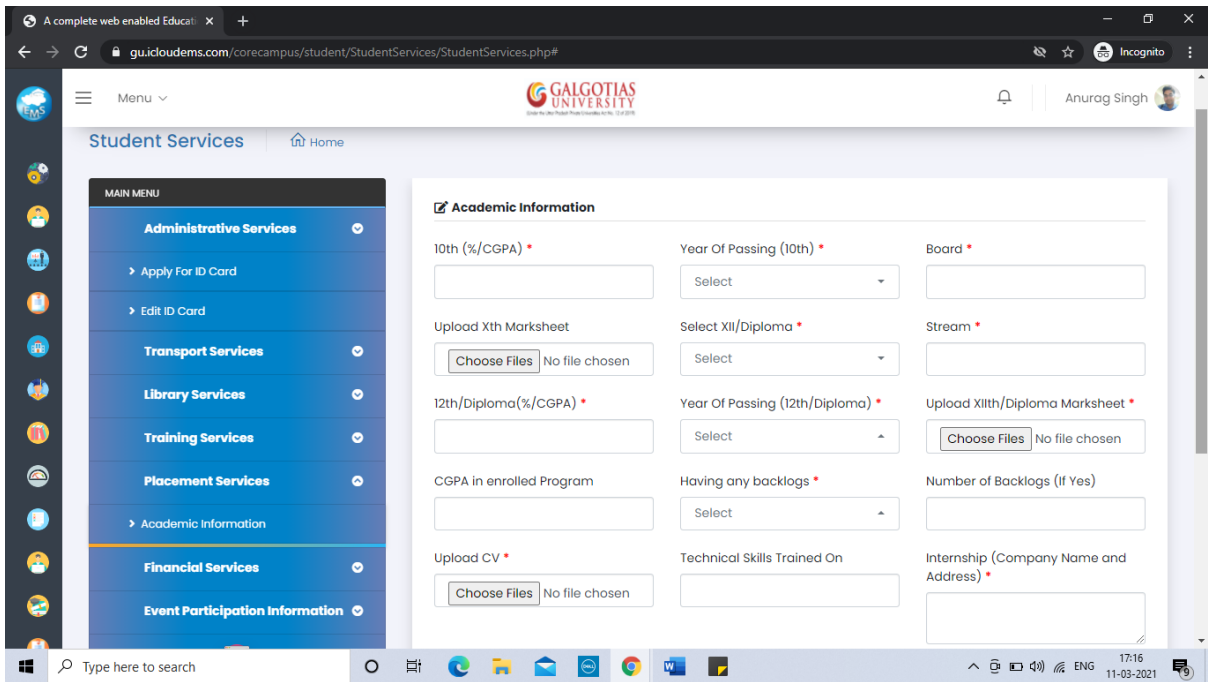 A complete web enabled Educati
gu.icloudems.com/corecampus/student/StudentServices/StudentServices.php#
Incognito
EMS
Menu
GALGOTIAS
UNIVERSITY
Anurag Singh
Student Services
Home
MAIN MENU
Administrative Services
Apply For ID Card
Edit ID Card
Transport Services
Library Services
Training Services
Placement Services
Academic Information
Financial Services
Event Participation Information
Academic Information
10th (%/CGPA) *
Year Of Passing (10th) *
Select
Board *
Upload Xth Marksheet
Choose Files No file chosen
Select XII/Diploma *
Select
Stream *
12th/Diploma(%/CGPA) *
Year Of Passing (12th/Diploma) *
Select
Upload XIIth/Diploma Marksheet *
Choose Files No file chosen
CGPA in enrolled Program
Having any backlogs *
Select
Number of Backlogs (If Yes)
Upload CV *
Choose Files No file chosen
Technical Skills Trained On
Internship (Company Name and
Address) *
Type here to search
DELL
W
ENG
17:16
11-03-2021
9